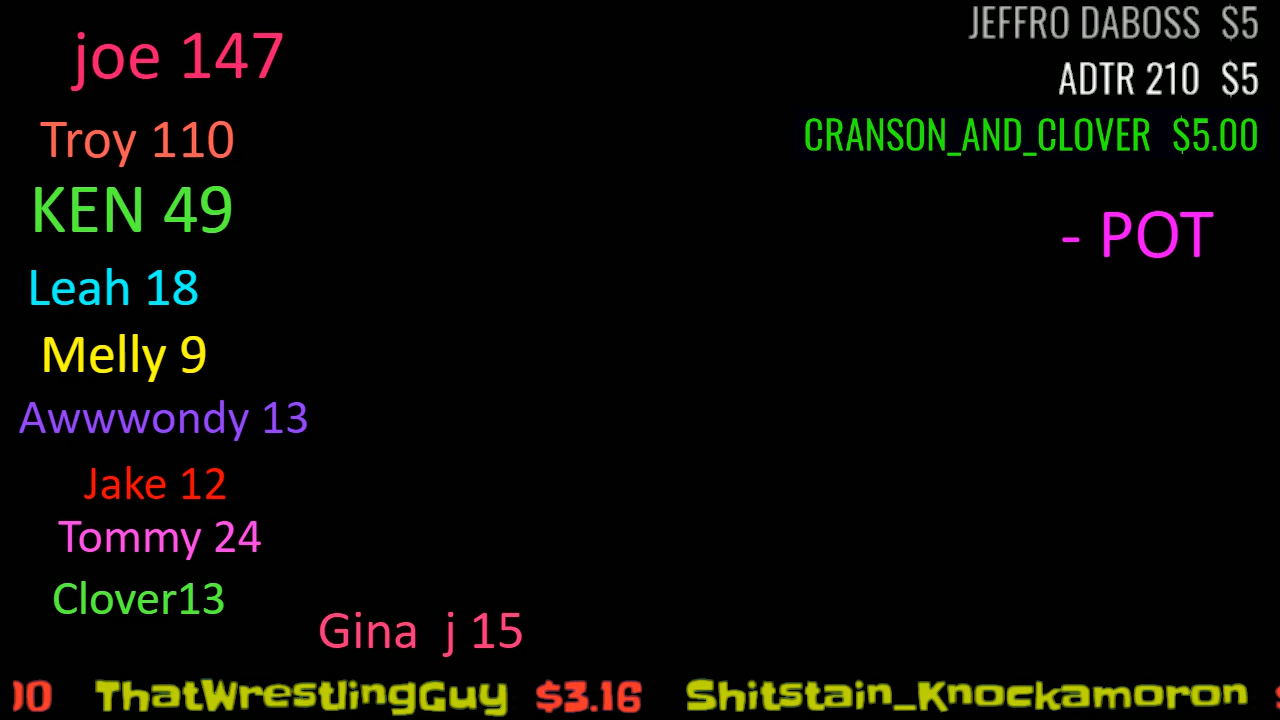 joe 147
Troy 110
KEN 49
Leah 18
Melly 9
Awwwondy 13
Jake 12
Tommy 24
Clover13
Gina j 15
JEFFRO DABOSS $5
ADTR 210 $5
CRANSON_AND_CLOVER $5.00
- POT
ThatWrestlingGuy $3.16 Shitstain_Knockamoron